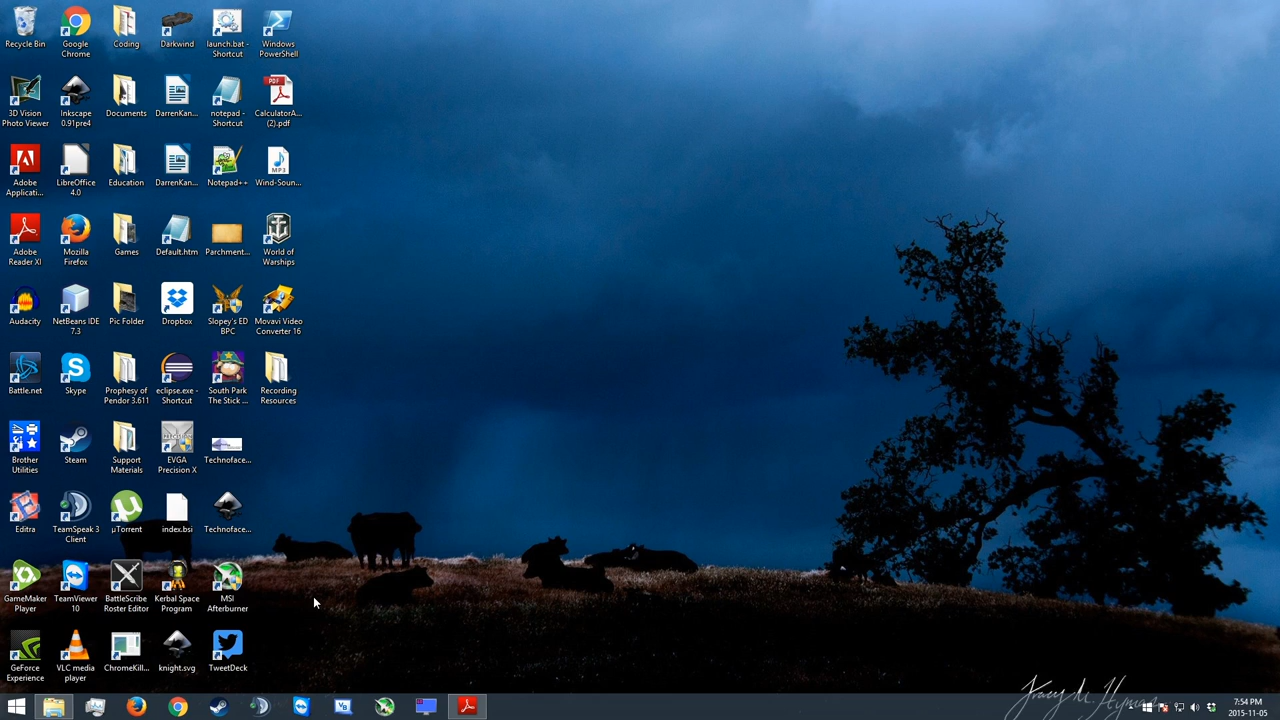 Recycle Bin
Google
Chrome
Coding
Darkwind
launch.bat -
Shortcut
Windows
PowerShell
3D Vision
Photo Viewer
Inkscape
0.91pre4
Documents
DarrenKan...
notepad -
Shortcut
PDF
CalculatorA...
(2).pdf
Adobe
Applicati...
LibreOffice
4.0
Education
DarrenKan...
Notepad++
MP3
Wind-Soun...
Adobe
Reader XI
Mozilla
Firefox
Games
Default.htm
Parchment...
World of
Warships
Audacity
NetBeans IDE
7.3
Pic Folder
Dropbox
Slopey's ED
BPC
Movavi Video
Converter 16
Battle.net
Skype
Prophesy of
Pendor 3.611
eclipse.exe -
Shortcut
South Park
The Stick ...
Recording
Resources
Brother
Utilities
Steam
Support
Materials
PRECISION
EVGA
Precision X
Technoface...
Editra
TeamSpeak 3
Client
µTorrent
index.bsi
Technoface...
GameMaker
Player
TeamViewer
10
BattleScribe
Roster Editor
Kerbal Space
Program
MSI
Afterburner
GeForce
Experience
VLC media
player
ChromeKill...
knight.svg
TweetDeck
7:54 PM
2015-11-05